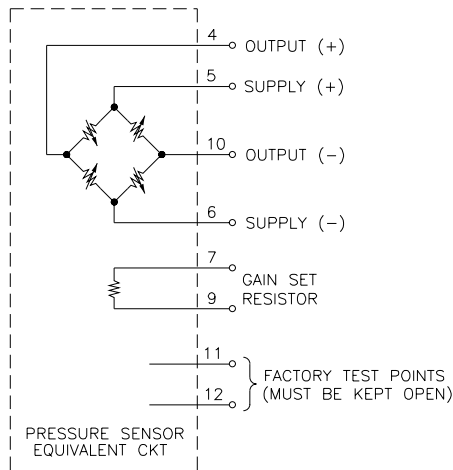 4 OUTPUT (+)
5 SUPPLY (+)
10 OUTPUT (-)
6 SUPPLY (-)
7
GAIN SET
RESISTOR
9
11
FACTORY TEST POINTS
(MUST BE KEPT OPEN)
12
PRESSURE SENSOR
EQUIVALENT CKT